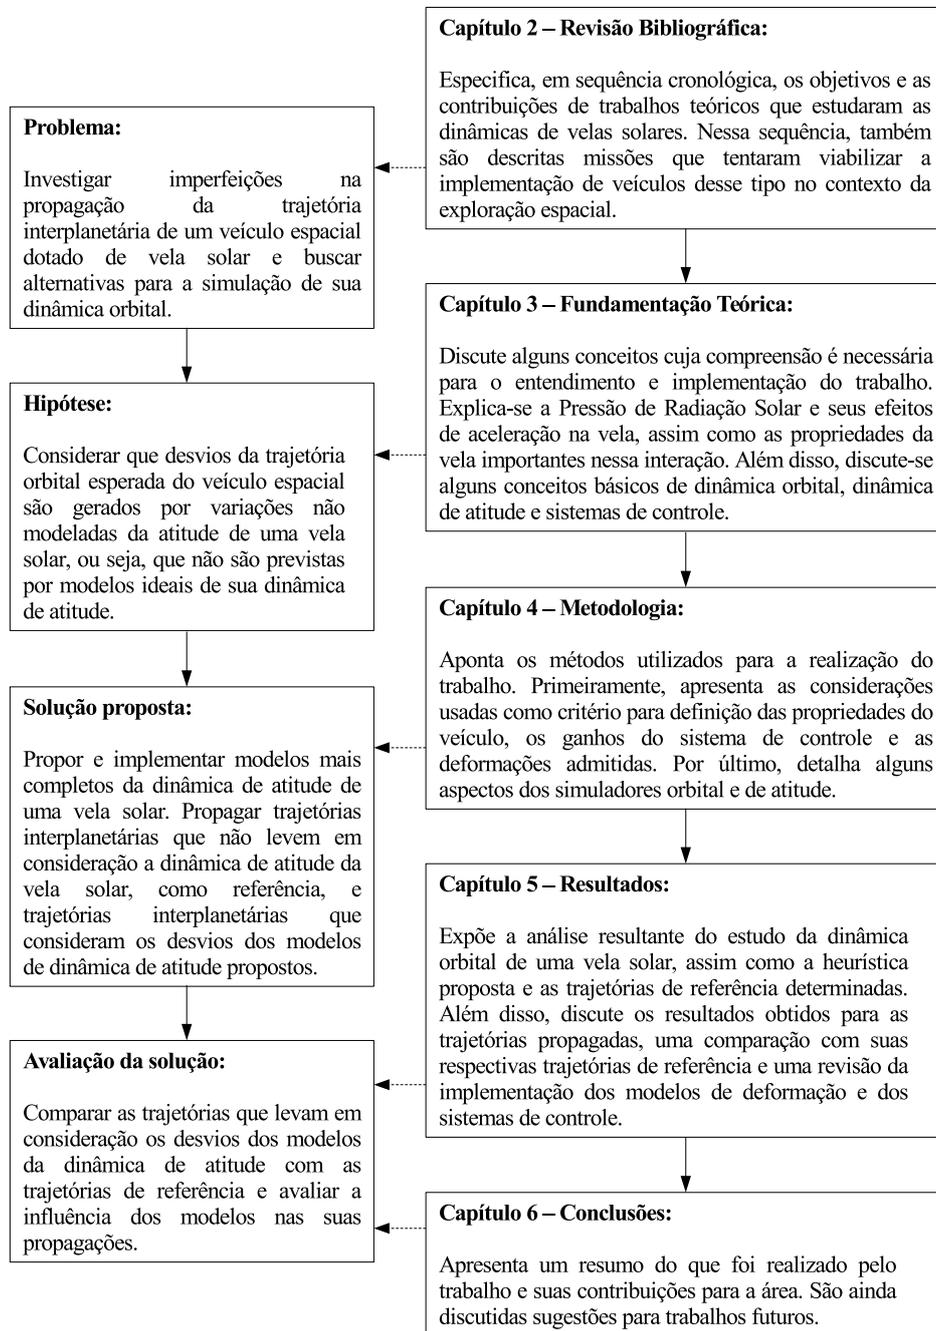 Problema:
Investigar imperfeições na
propagação da trajetória
interplanetária de um veículo espacial
dotado de vela solar e buscar
alternativas para a simulação de sua
dinâmica orbital.
Hipótese:
Considerar que desvios da trajetória
orbital esperada do veículo espacial
são gerados por variações não
modeladas da atitude de uma vela
solar, ou seja, que não são previstas
por modelos ideais de sua dinâmica
de atitude.
Solução proposta:
Propor e implementar modelos mais
completos da dinâmica de atitude de
uma vela solar. Propagar trajetórias
interplanetárias que não levem em
consideração a dinâmica de atitude da
vela solar, como referência, e
trajetórias interplanetárias que
consideram os desvios dos modelos
de dinâmica de atitude propostos.
Avaliação da solução:
Comparar as trajetórias que levam em
consideração os desvios dos modelos
da dinâmica de atitude com as
trajetórias de referência e avaliar a
influência dos modelos nas suas
propagações.
Capítulo 2 – Revisão Bibliográfica:
Especifica, em sequência cronológica, os objetivos e as
contribuições de trabalhos teóricos que estudaram as
dinâmicas de velas solares. Nessa sequência, também
são descritas missões que tentaram viabilizar a
implementação de veículos desse tipo no contexto da
exploração espacial.
Capítulo 3 – Fundamentação Teórica:
Discute alguns conceitos cuja compreensão é necessária
para o entendimento e implementação do trabalho.
Explica-se a Pressão de Radiação Solar e seus efeitos
de aceleração na vela, assim como as propriedades da
vela importantes nessa interação. Além disso, discute-se
alguns conceitos básicos de dinâmica orbital, dinâmica
de atitude e sistemas de controle.
Capítulo 4 – Metodologia:
Aponta os métodos utilizados para a realização do
trabalho. Primeiramente, apresenta as considerações
usadas como critério para definição das propriedades do
veículo, os ganhos do sistema de controle e as
deformações admitidas. Por último, detalha alguns
aspectos dos simuladores orbital e de atitude.
Capítulo 5 – Resultados:
Expõe a análise resultante do estudo da dinâmica
orbital de uma vela solar, assim como a heurística
proposta e as trajetórias de referência determinadas.
Além disso, discute os resultados obtidos para as
trajetórias propagadas, uma comparação com suas
respectivas trajetórias de referência e uma revisão da
implementação dos modelos de deformação e dos
sistemas de controle.
Capítulo 6 – Conclusões:
Apresenta um resumo do que foi realizado pelo
trabalho e suas contribuições para a área. São ainda
discutidas sugestões para trabalhos futuros.